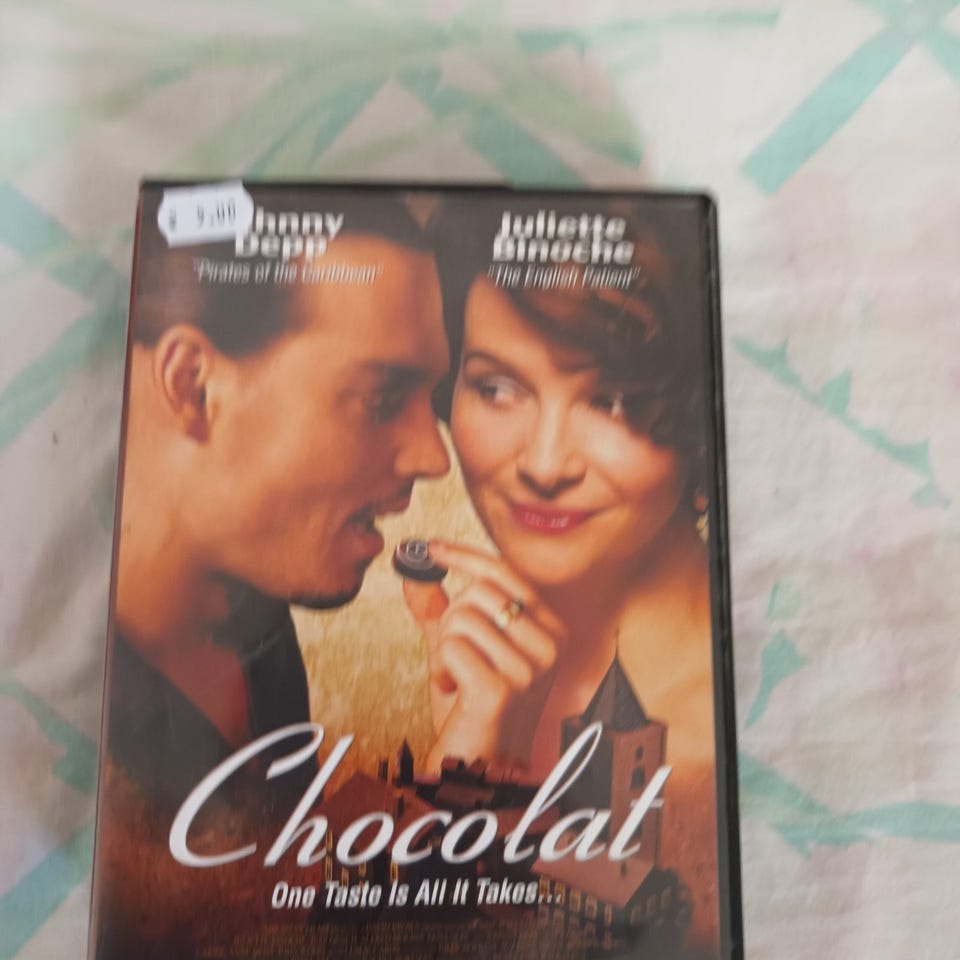 9.00
hnny
Depp
"Pirates of the Caribbean"
Juliette
Binoche
"The English Patient"
Chocolat
One Taste Is All It Takes...